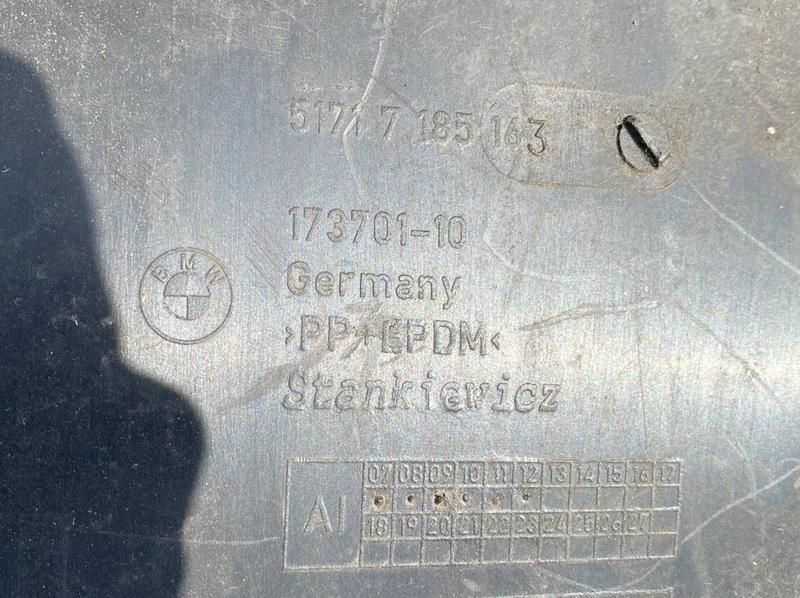 5171 7 185 163
173701-10
BMW
Germany
>PP+EPDM<
Stankiewicz
AI
07 08 09 10 11 12 13 14 15 16 17
18 19 20 21 22 23 24 25 26 27